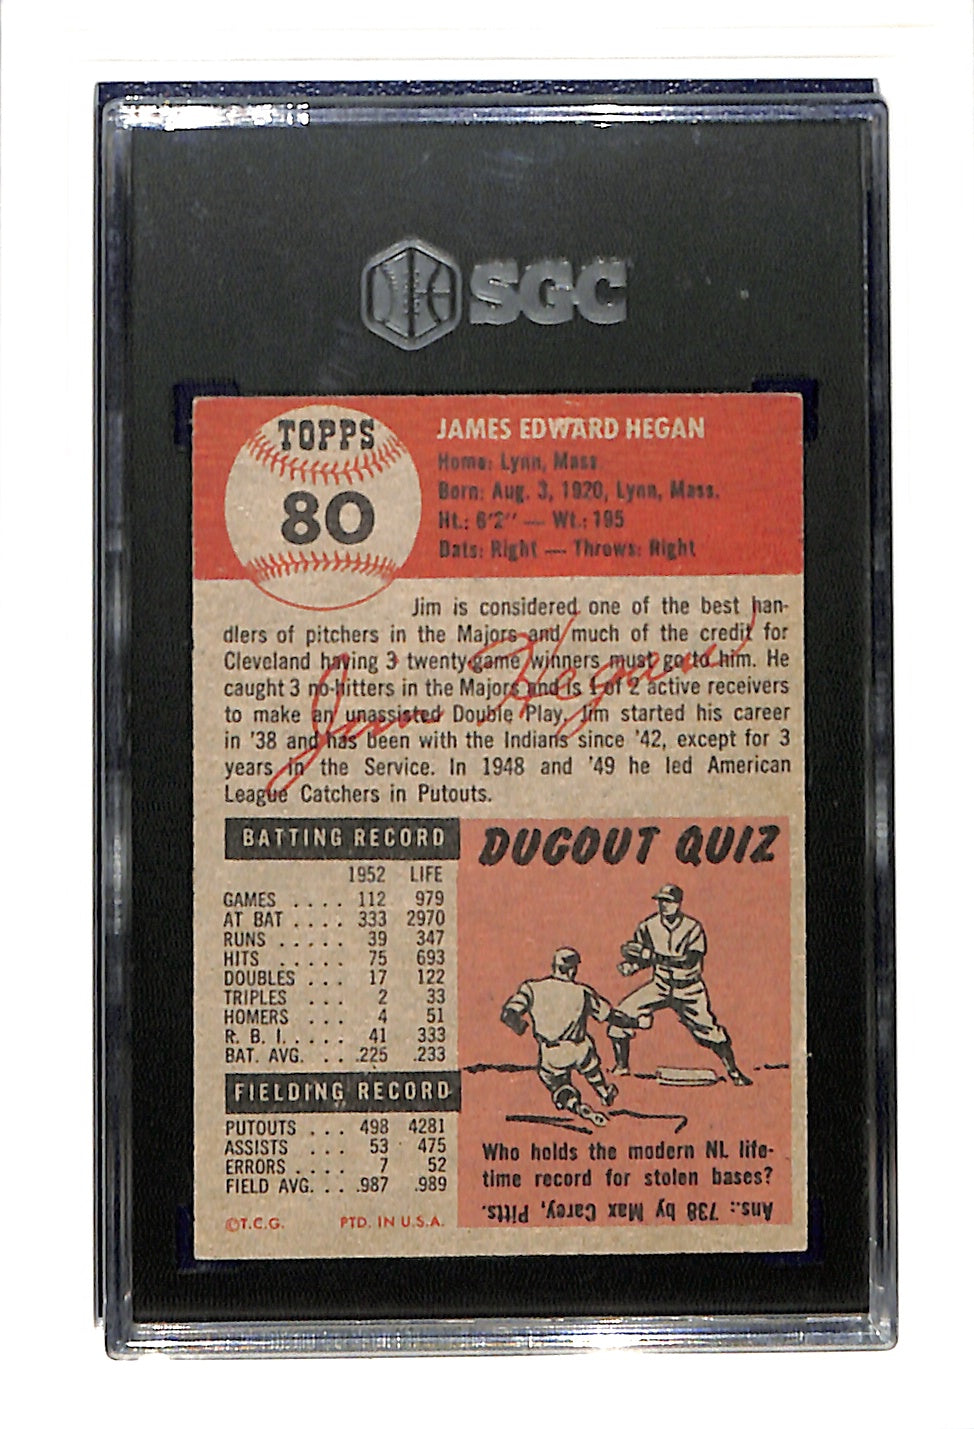 SGC
TOPPS
80
JAMES EDWARD HEGAN
Home: Lynn, Mass.
Born: Aug. 3, 1920, Lynn, Mass.
Ht.: 6'2" — Wt.: 195
Bats: Right — Throws: Right
Jim is considered one of the best han-
dlers of pitchers in the Majors and much of the credit for
Cleveland having 3 twenty-game winners must go to him. He
caught 3 no-hitters in the Majors and is 1 of 2 active receivers
to make an unassisted Double Play. Jim started his career
in '38 and has been with the Indians since '42, except for 3
years in the Service. In 1948 and '49 he led American
League Catchers in Putouts.
Jim Hegan
BATTING RECORD
1952 LIFE
GAMES . . . . 112 979
AT BAT . . . . 333 2970
RUNS . . . . . 39 347
HITS . . . . . 75 693
DOUBLES . . . 17 122
TRIPLES . . . 2 33
HOMERS . . . 4 51
R. B. I. . . . . 41 333
BAT. AVG. . . .225 .233
FIELDING RECORD
PUTOUTS . . . 498 4281
ASSISTS . . . 53 475
ERRORS . . . . 7 52
FIELD AVG. . . .987 .989
©T.C.G. PTD. IN U.S.A.
DUGOUT QUIZ
Who holds the modern NL life-
time record for stolen bases?
Ans.: 738 by Max Carey, Pitts.